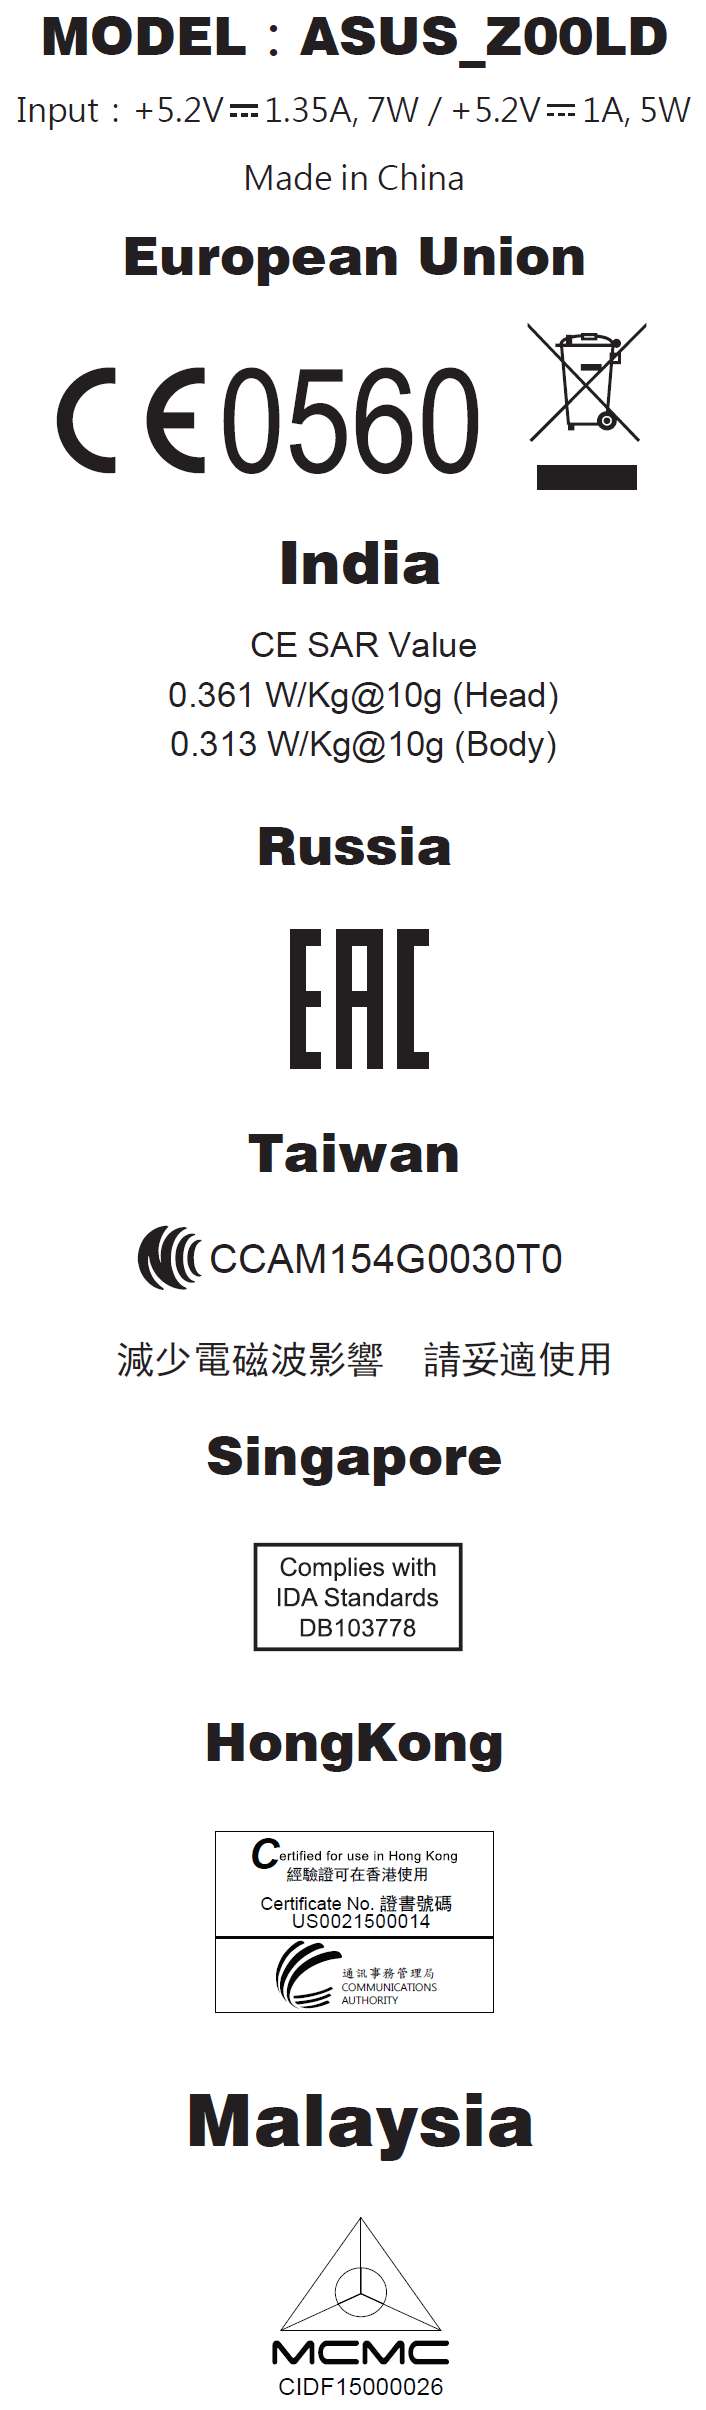 MODEL：ASUS_Z00LD
Input：+5.2V⎓1.35A, 7W / +5.2V⎓1A, 5W
Made in China
European Union
CE0560
India
CE SAR Value
0.361 W/Kg@10g (Head)
0.313 W/Kg@10g (Body)
Russia
EAC
Taiwan
CCAM154G0030T0
減少電磁波影響　請妥適使用
Singapore
Complies with
IDA Standards
DB103778
HongKong
Certified for use in Hong Kong
經驗證可在香港使用
Certificate No. 證書號碼
US0021500014
通訊事務管理局
COMMUNICATIONS
AUTHORITY
Malaysia
MCMC
CIDF15000026